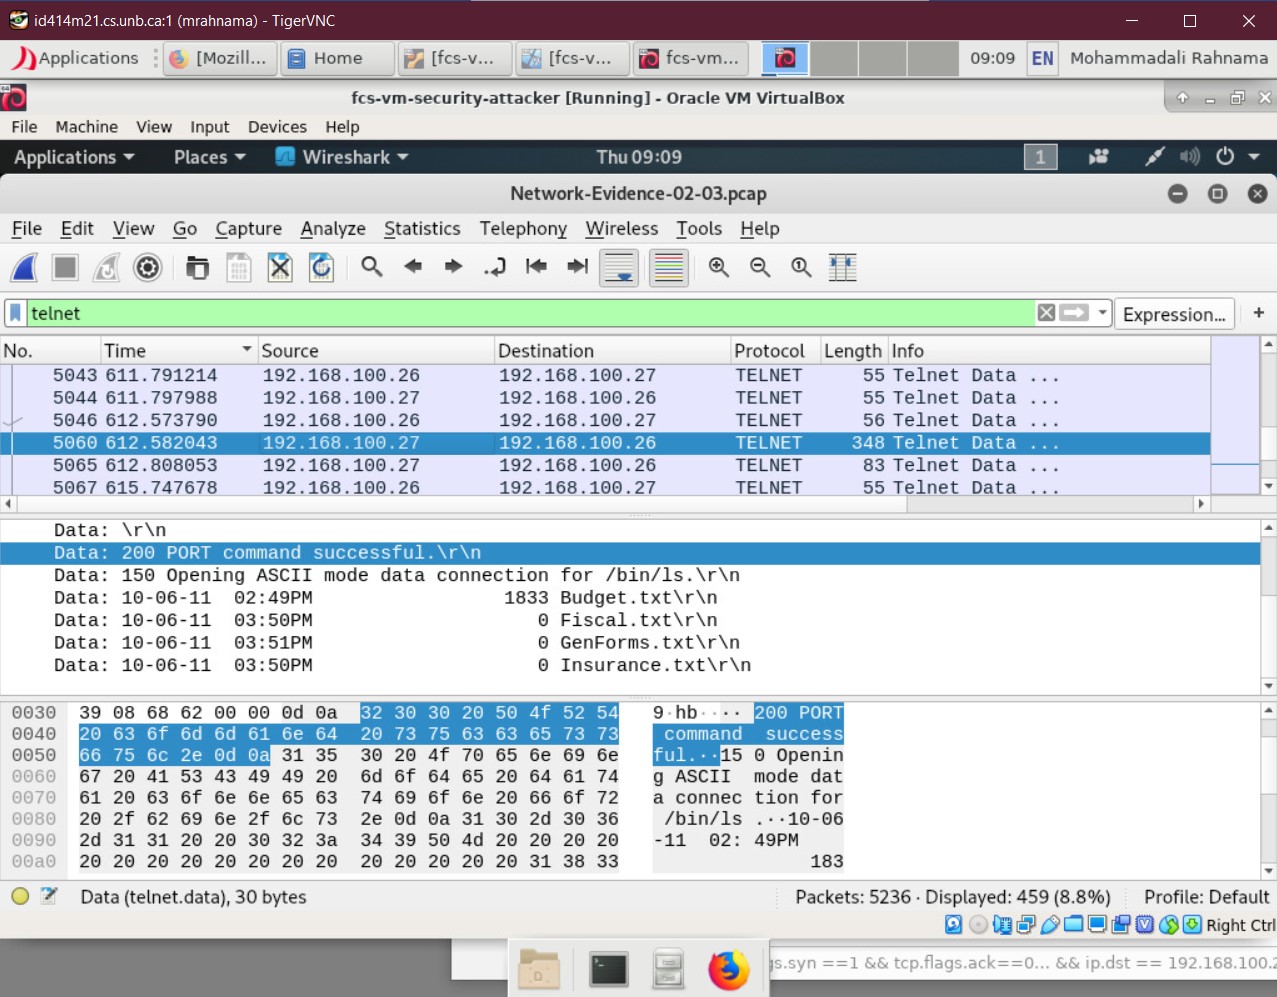 id414m21.cs.unb.ca:1 (mrahnama) - TigerVNC
Applications [Mozill... Home [fcs-v... [fcs-v... fcs-vm... 09:09 EN Mohammadali Rahnama
fcs-vm-security-attacker [Running] - Oracle VM VirtualBox
File Machine View Input Devices Help
Applications Places Wireshark Thu 09:09 1
Network-Evidence-02-03.pcap
File Edit View Go Capture Analyze Statistics Telephony Wireless Tools Help
telnet Expression... +
No. Time Source Destination Protocol Length Info
5043 611.791214 192.168.100.26 192.168.100.27 TELNET 55 Telnet Data ...
5044 611.797988 192.168.100.27 192.168.100.26 TELNET 55 Telnet Data ...
5046 612.573790 192.168.100.26 192.168.100.27 TELNET 56 Telnet Data ...
5060 612.582043 192.168.100.27 192.168.100.26 TELNET 348 Telnet Data ...
5065 612.808053 192.168.100.27 192.168.100.26 TELNET 83 Telnet Data ...
5067 615.747678 192.168.100.26 192.168.100.27 TELNET 55 Telnet Data ...
Data: \r\n
Data: 200 PORT command successful.\r\n
Data: 150 Opening ASCII mode data connection for /bin/ls.\r\n
Data: 10-06-11  02:49PM                 1833 Budget.txt\r\n
Data: 10-06-11  03:50PM                    0 Fiscal.txt\r\n
Data: 10-06-11  03:51PM                    0 GenForms.txt\r\n
Data: 10-06-11  03:50PM                    0 Insurance.txt\r\n
0030 39 08 68 62 00 00 0d 0a 32 30 30 20 50 4f 52 54 9·hb···· 200 PORT
0040 20 63 6f 6d 6d 61 6e 64 20 73 75 63 63 65 73 73 command success
0050 66 75 6c 2e 0d 0a 31 35 30 20 4f 70 65 6e 69 6e ful.··15 0 Openin
0060 67 20 41 53 43 49 49 20 6d 6f 64 65 20 64 61 74 g ASCII mode dat
0070 61 20 63 6f 6e 6e 65 63 74 69 6f 6e 20 66 6f 72 a connec tion for
0080 20 2f 62 69 6e 2f 6c 73 2e 0d 0a 31 30 2d 30 36 /bin/ls .··10-06
0090 2d 31 31 20 20 30 32 3a 34 39 50 4d 20 20 20 20 -11 02: 49PM
00a0 20 20 20 20 20 20 20 20 20 20 20 20 20 31 38 33 183
Data (telnet.data), 30 bytes Packets: 5236 · Displayed: 459 (8.8%) Profile: Default
Right Ctrl
gs.syn ==1 && tcp.flags.ack==0... && ip.dst == 192.168.100.2